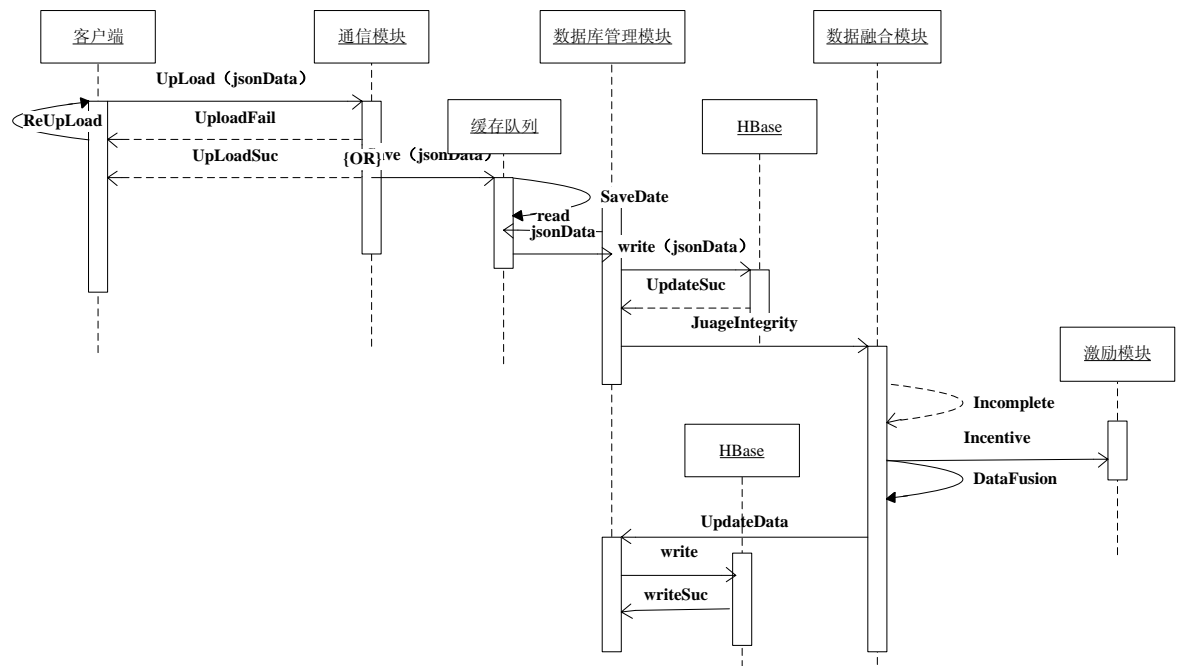 客户端
通信模块
数据库管理模块
数据融合模块
UpLoad（jsonData）
ReUpLoad
UploadFail
缓存队列
HBase
UpLoadSuc
{OR}
ve（jsonData）
SaveDate
read
jsonData
write（jsonData）
UpdateSuc
JuageIntegrity
激励模块
Incomplete
Incentive
HBase
DataFusion
UpdateData
write
writeSuc